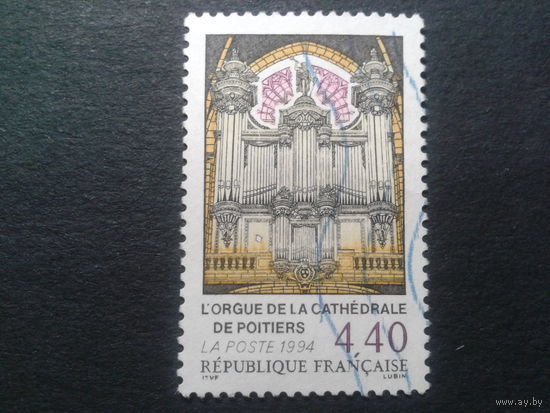 L'ORGUE DE LA CATHÉDRALE
DE POITIERS
4,40
LA POSTE 1994
RÉPUBLIQUE FRANÇAISE
ITVF LUBIN
www.ay.by